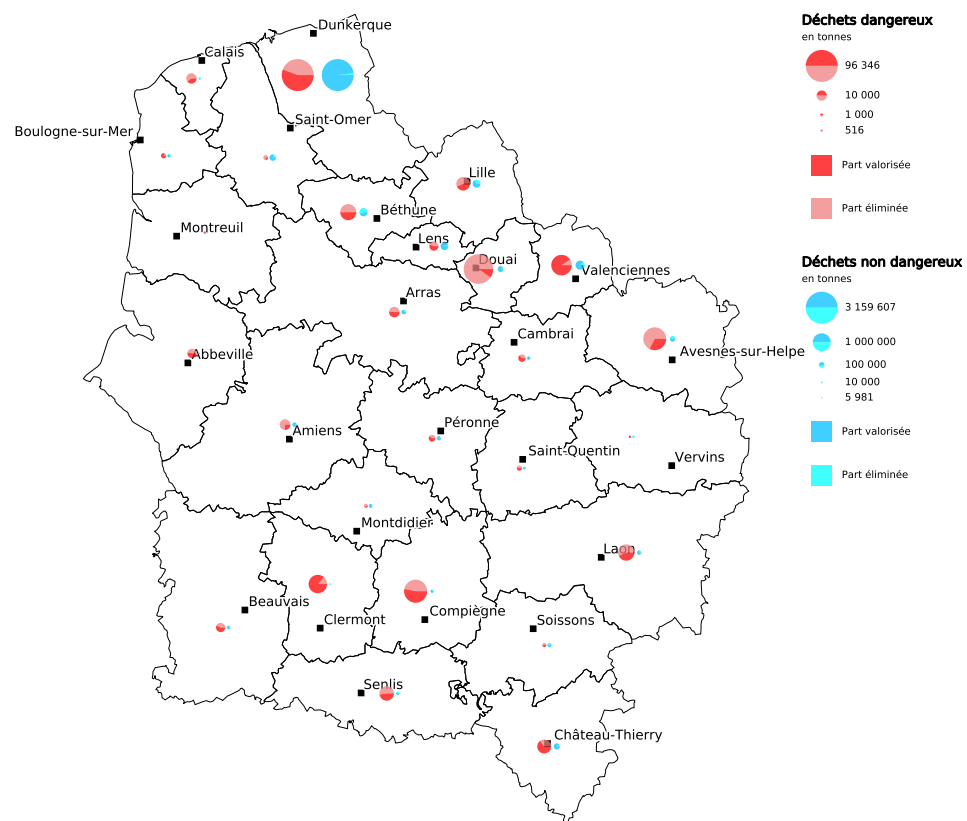 Déchets dangereux
en tonnes
96 346
10 000
1 000
516
Part valorisée
Part éliminée
Déchets non dangereux
en tonnes
3 159 607
1 000 000
100 000
10 000
5 981
Part valorisée
Part éliminée
Dunkerque
Calais
Saint-Omer
Boulogne-sur-Mer
Lille
Béthune
Montreuil
Lens
Douai
Valenciennes
Arras
Cambrai
Abbeville
Avesnes-sur-Helpe
Amiens
Péronne
Saint-Quentin
Vervins
Montdidier
Laon
Beauvais
Clermont
Compiègne
Soissons
Senlis
Château-Thierry